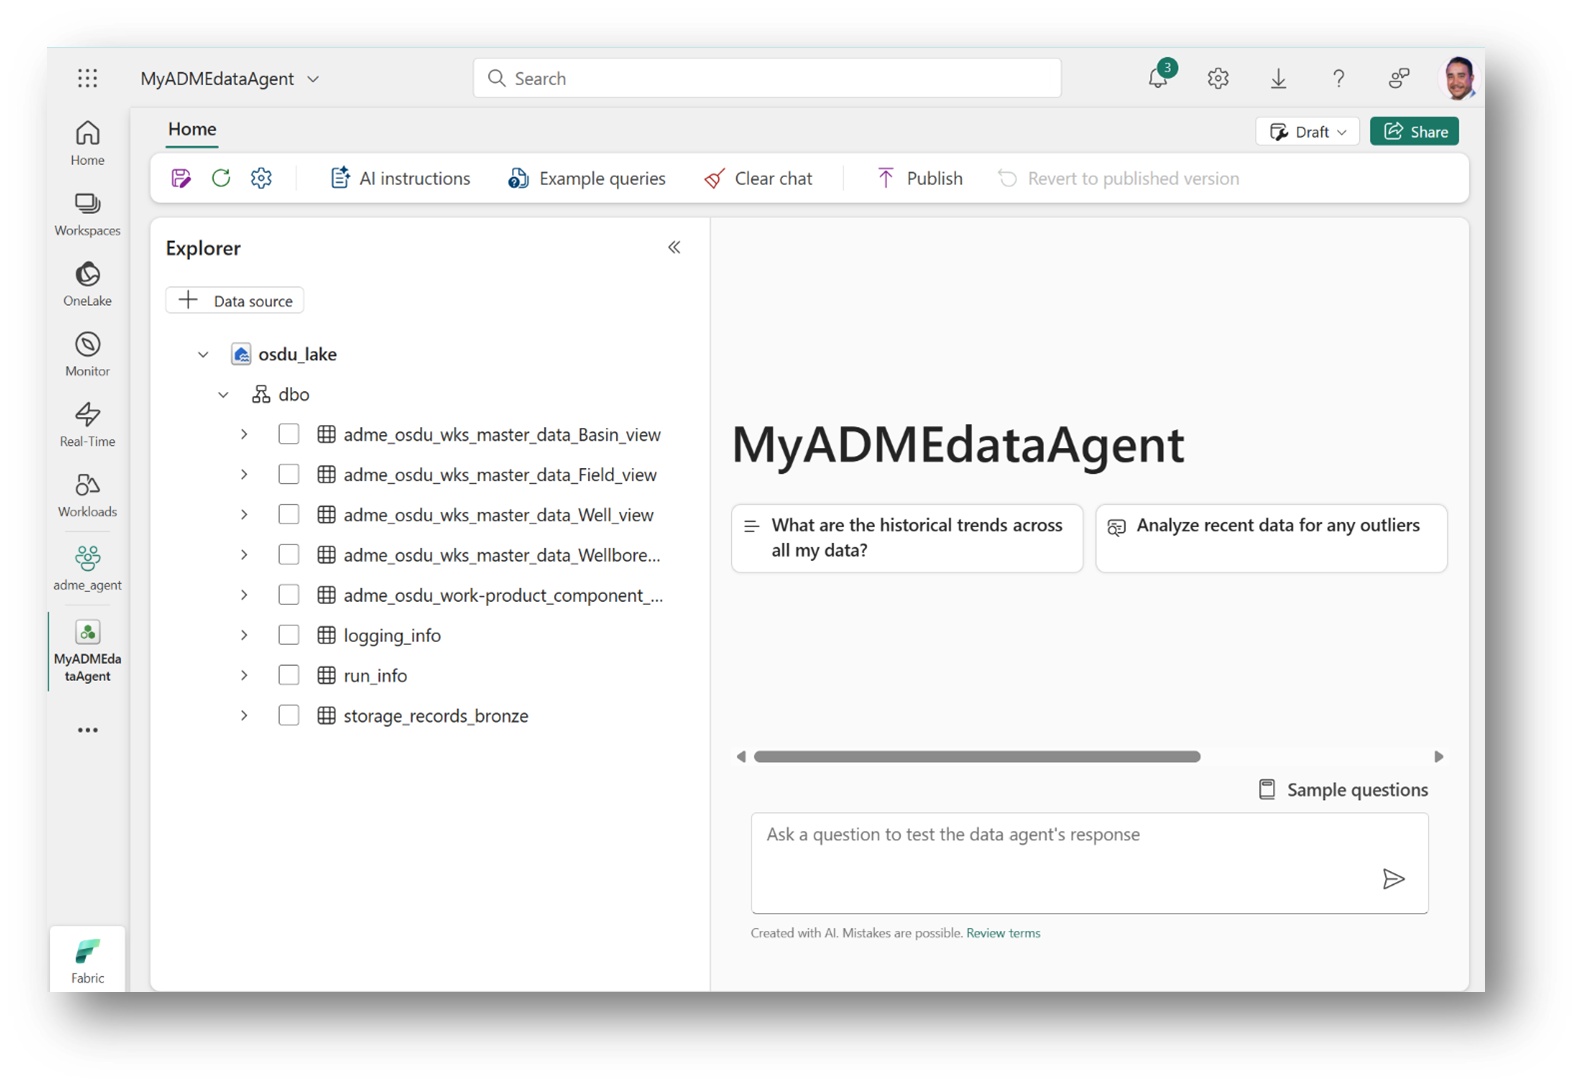 MyADMEdataAgent
Search
3
Home
Draft
Share
Home
Workspaces
OneLake
Monitor
Real-Time
Workloads
adme_agent
MyADMEda
taAgent
Fabric
AI instructions
Example queries
Clear chat
Publish
Revert to published version
Explorer
Data source
osdu_lake
dbo
adme_osdu_wks_master_data_Basin_view
adme_osdu_wks_master_data_Field_view
adme_osdu_wks_master_data_Well_view
adme_osdu_wks_master_data_Wellbore...
adme_osdu_work-product_component_...
logging_info
run_info
storage_records_bronze
MyADMEdataAgent
What are the historical trends across
all my data?
Analyze recent data for any outliers
Sample questions
Ask a question to test the data agent's response
Created with AI. Mistakes are possible. Review terms